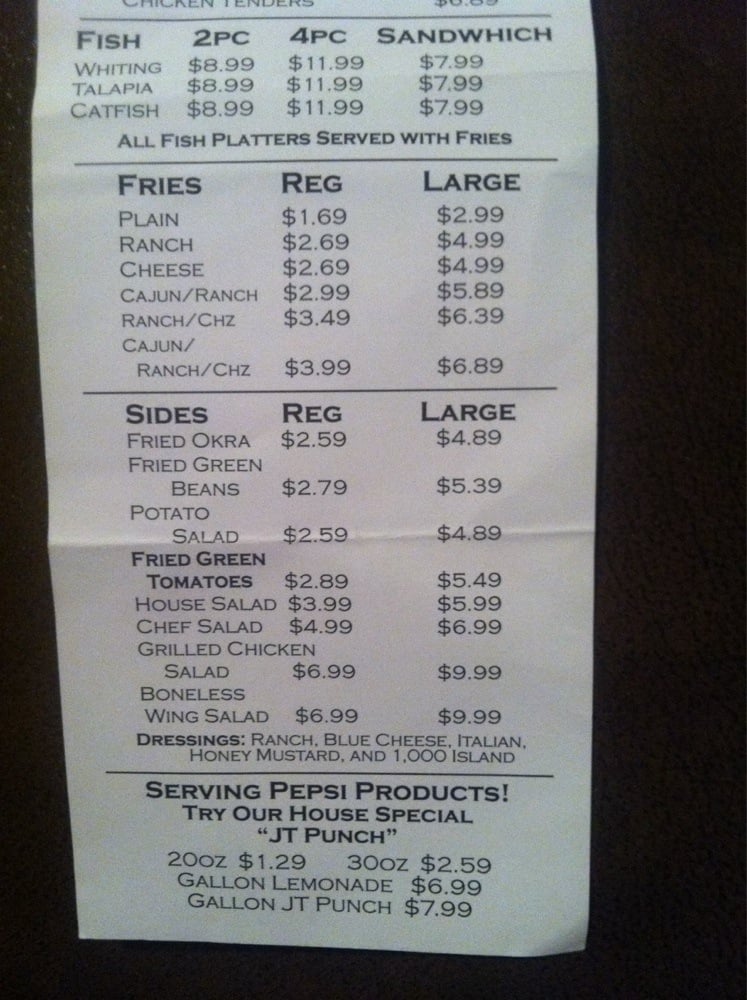 CHICKEN TENDERS $6.89
FISH 2PC 4PC SANDWHICH
WHITING $8.99 $11.99 $7.99
TALAPIA $8.99 $11.99 $7.99
CATFISH $8.99 $11.99 $7.99
ALL FISH PLATTERS SERVED WITH FRIES
FRIES REG LARGE
PLAIN $1.69 $2.99
RANCH $2.69 $4.99
CHEESE $2.69 $4.99
CAJUN/RANCH $2.99 $5.89
RANCH/CHZ $3.49 $6.39
CAJUN/
RANCH/CHZ $3.99 $6.89
SIDES REG LARGE
FRIED OKRA $2.59 $4.89
FRIED GREEN
BEANS $2.79 $5.39
POTATO
SALAD $2.59 $4.89
FRIED GREEN
TOMATOES $2.89 $5.49
HOUSE SALAD $3.99 $5.99
CHEF SALAD $4.99 $6.99
GRILLED CHICKEN
SALAD $6.99 $9.99
BONELESS
WING SALAD $6.99 $9.99
DRESSINGS: RANCH, BLUE CHEESE, ITALIAN,
HONEY MUSTARD, AND 1,000 ISLAND
SERVING PEPSI PRODUCTS!
TRY OUR HOUSE SPECIAL
"JT PUNCH"
20OZ $1.29 30OZ $2.59
GALLON LEMONADE $6.99
GALLON JT PUNCH $7.99